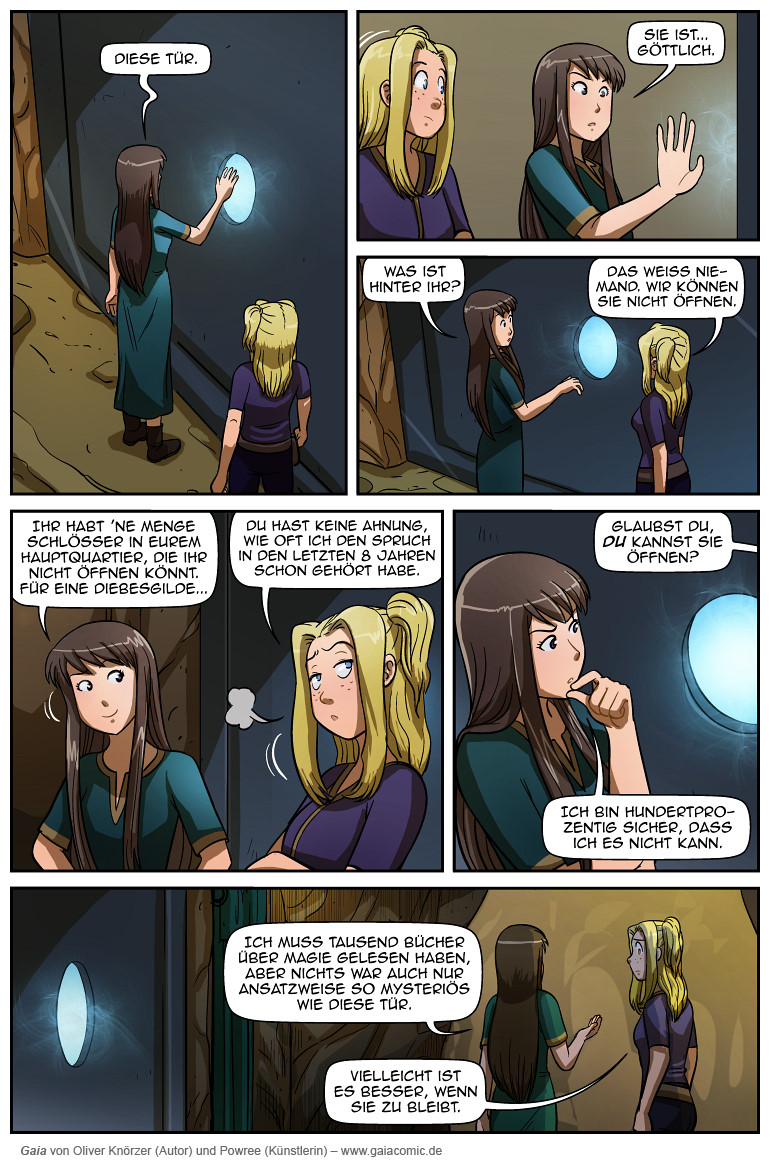 DIESE TÜR.
SIE IST...
GÖTTLICH.
WAS IST
HINTER IHR?
DAS WEISS NIE-
MAND. WIR KÖNNEN
SIE NICHT ÖFFNEN.
IHR HABT 'NE MENGE
SCHLÖSSER IN EUREM
HAUPTQUARTIER, DIE IHR
NICHT ÖFFNEN KÖNNT.
FÜR EINE DIEBESGILDE...
DU HAST KEINE AHNUNG,
WIE OFT ICH DEN SPRUCH
IN DEN LETZTEN 8 JAHREN
SCHON GEHÖRT HABE.
GLAUBST DU,
DU KANNST SIE
ÖFFNEN?
ICH BIN HUNDERTPRO-
ZENTIG SICHER, DASS
ICH ES NICHT KANN.
ICH MUSS TAUSEND BÜCHER
ÜBER MAGIE GELESEN HABEN,
ABER NICHTS WAR AUCH NUR
ANSATZWEISE SO MYSTERIÖS
WIE DIESE TÜR.
VIELLEICHT IST
ES BESSER, WENN
SIE ZU BLEIBT.
Gaia von Oliver Knörzer (Autor) und Powree (Künstlerin) – www.gaiacomic.de